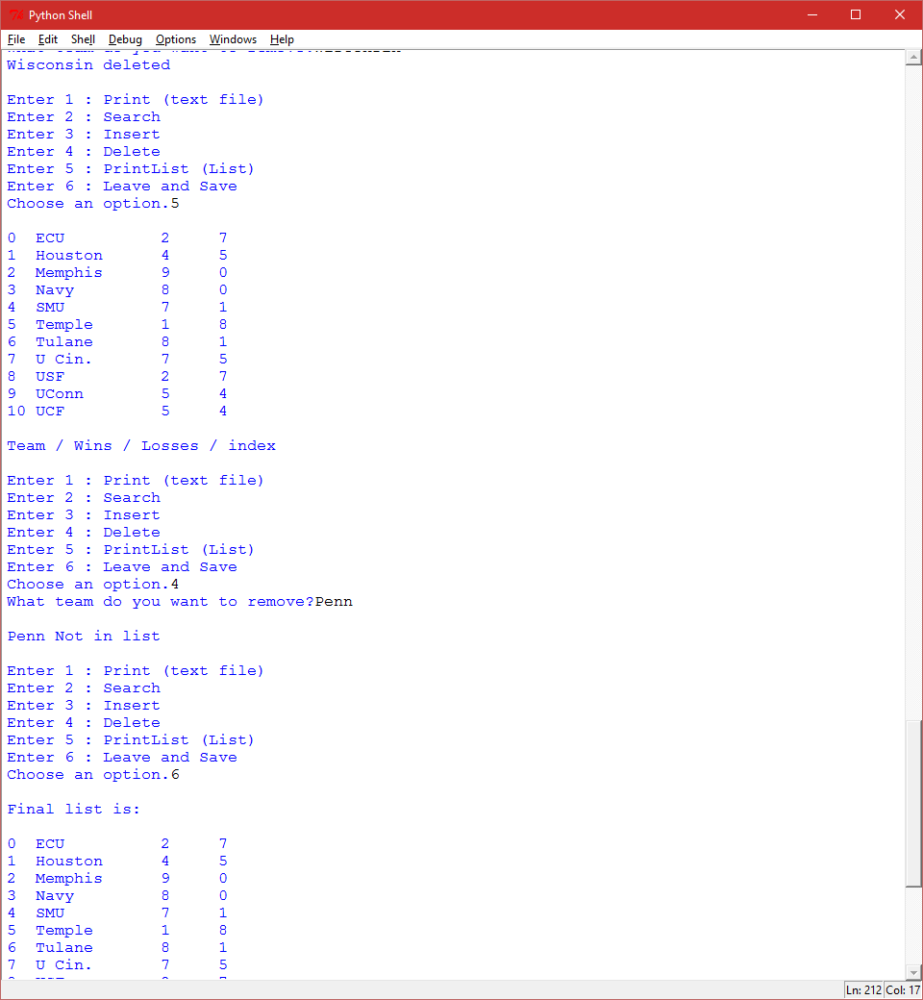 Python Shell
File Edit Shell Debug Options Windows Help
Wisconsin deleted
Enter 1 : Print (text file)
Enter 2 : Search
Enter 3 : Insert
Enter 4 : Delete
Enter 5 : PrintList (List)
Enter 6 : Leave and Save
Choose an option.5
0 ECU 2 7
1 Houston 4 5
2 Memphis 9 0
3 Navy 8 0
4 SMU 7 1
5 Temple 1 8
6 Tulane 8 1
7 U Cin. 7 5
8 USF 2 7
9 UConn 5 4
10 UCF 5 4
Team / Wins / Losses / index
Enter 1 : Print (text file)
Enter 2 : Search
Enter 3 : Insert
Enter 4 : Delete
Enter 5 : PrintList (List)
Enter 6 : Leave and Save
Choose an option.4
What team do you want to remove?Penn
Penn Not in list
Enter 1 : Print (text file)
Enter 2 : Search
Enter 3 : Insert
Enter 4 : Delete
Enter 5 : PrintList (List)
Enter 6 : Leave and Save
Choose an option.6
Final list is:
0 ECU 2 7
1 Houston 4 5
2 Memphis 9 0
3 Navy 8 0
4 SMU 7 1
5 Temple 1 8
6 Tulane 8 1
7 U Cin. 7 5
Ln: 212 Col: 17